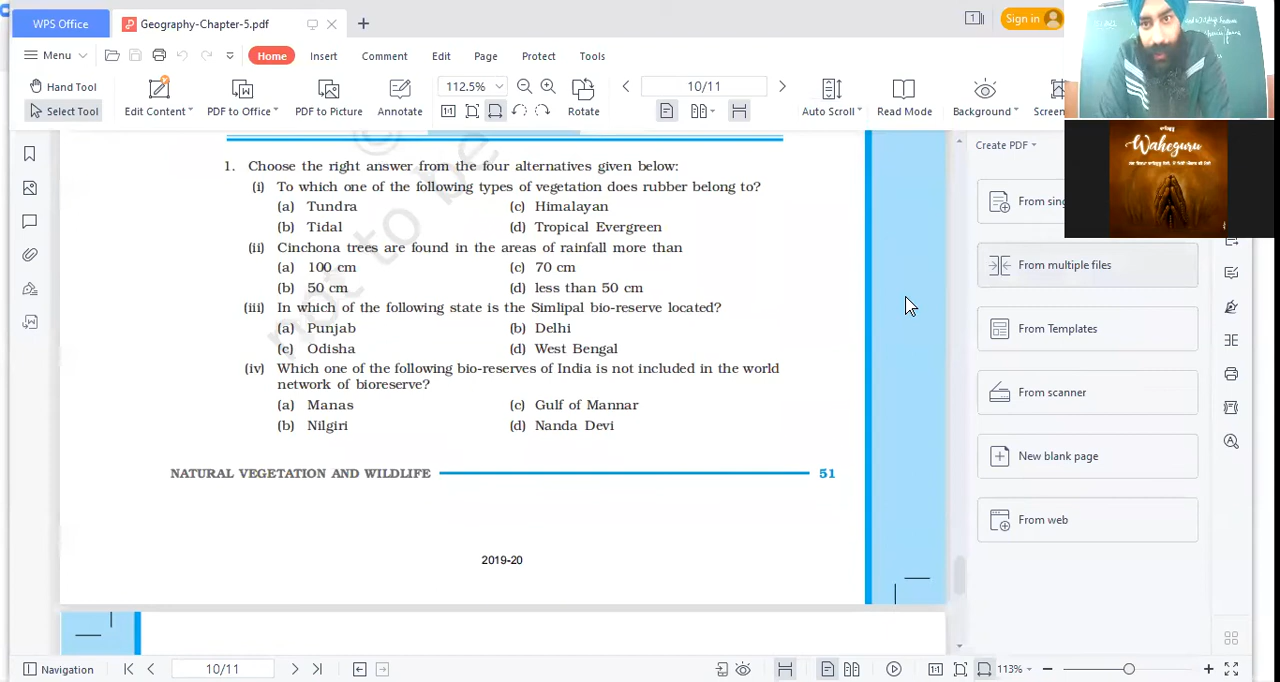 WPS Office
Geography-Chapter-5.pdf
1
Sign in
Menu
Home
Insert
Comment
Edit
Page
Protect
Tools
Hand Tool
Select Tool
Edit Content
PDF to Office
PDF to Picture
Annotate
112.5%
Rotate
10/11
Auto Scroll
Read Mode
Background
Screen
Waheguru
not to be
©
1. Choose the right answer from the four alternatives given below:
(i) To which one of the following types of vegetation does rubber belong to?
(a) Tundra (c) Himalayan
(b) Tidal (d) Tropical Evergreen
(ii) Cinchona trees are found in the areas of rainfall more than
(a) 100 cm (c) 70 cm
(b) 50 cm (d) less than 50 cm
(iii) In which of the following state is the Simlipal bio-reserve located?
(a) Punjab (b) Delhi
(c) Odisha (d) West Bengal
(iv) Which one of the following bio-reserves of India is not included in the world
network of bioreserve?
(a) Manas (c) Gulf of Mannar
(b) Nilgiri (d) Nanda Devi
NATURAL VEGETATION AND WILDLIFE 51
2019-20
Create PDF
From sin
From multiple files
From Templates
From scanner
New blank page
From web
Navigation
10/11
113%